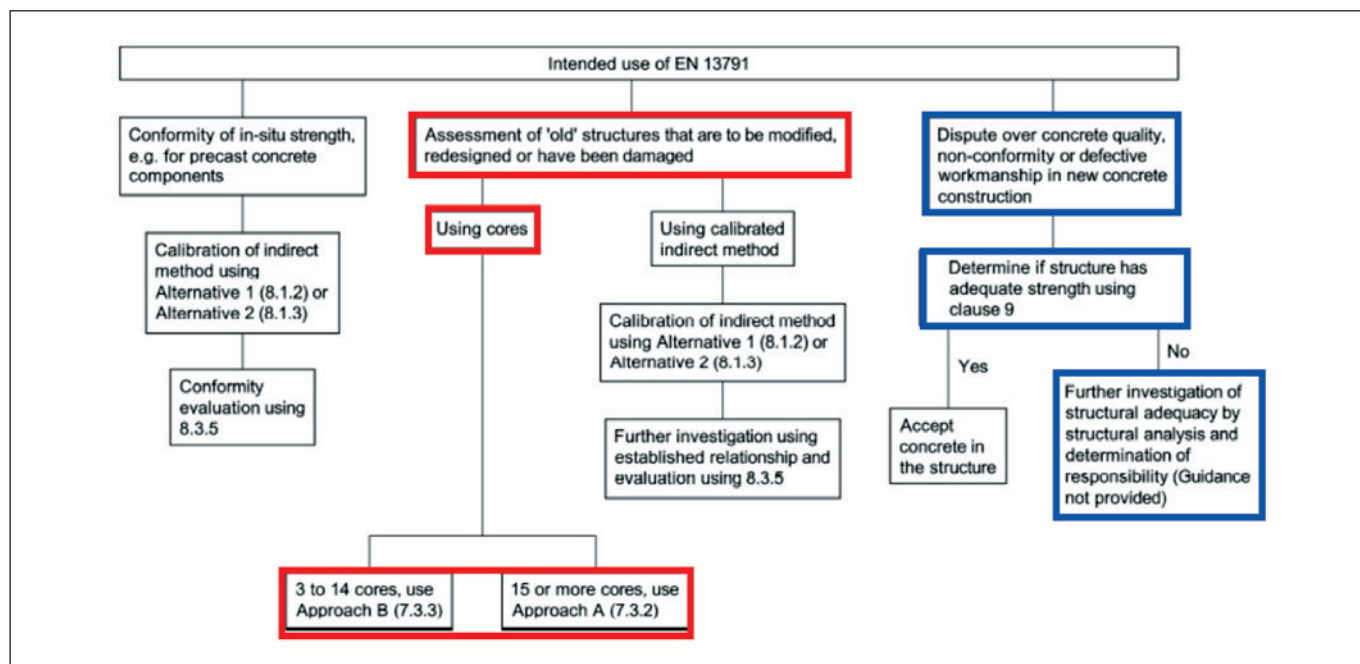 Intended use of EN 13791
Conformity of in-situ strength,
e.g. for precast concrete
components
Calibration of indirect
method using
Alternative 1 (8.1.2) or
Alternative 2 (8.1.3)
Conformity
evaluation using
8.3.5
Assessment of 'old' structures that are to be modified,
redesigned or have been damaged
Using cores
3 to 14 cores, use
Approach B (7.3.3)
15 or more cores, use
Approach A (7.3.2)
Using calibrated
indirect method
Calibration of indirect method
using Alternative 1 (8.1.2) or
Alternative 2 (8.1.3)
Further investigation using
established relationship and
evaluation using 8.3.5
Dispute over concrete quality,
non-conformity or defective
workmanship in new concrete
construction
Determine if structure has
adequate strength using
clause 9
Yes
Accept
concrete in
the structure
No
Further investigation of
structural adequacy by
structural analysis and
determination of
responsibility (Guidance
not provided)